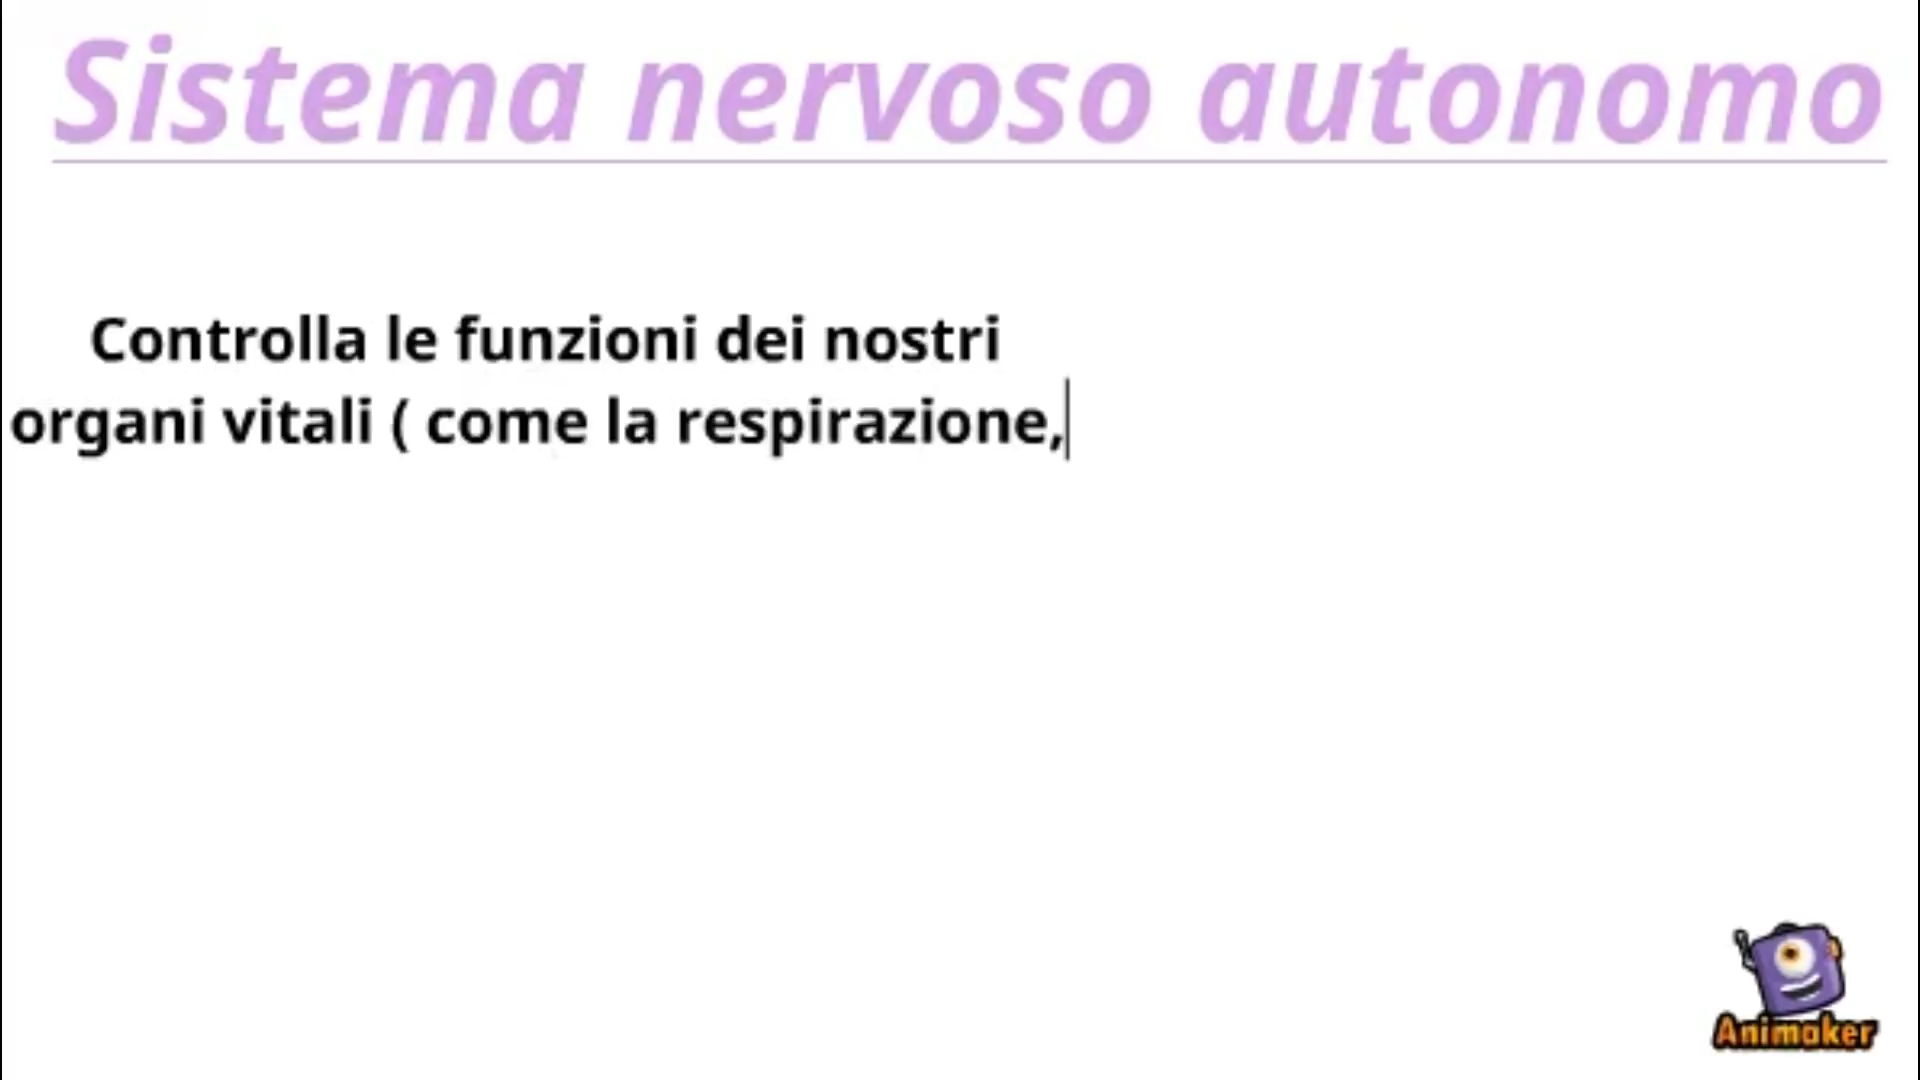 Sistema nervoso autonomo
Controlla le funzioni dei nostri
organi vitali ( come la respirazione,
Animaker